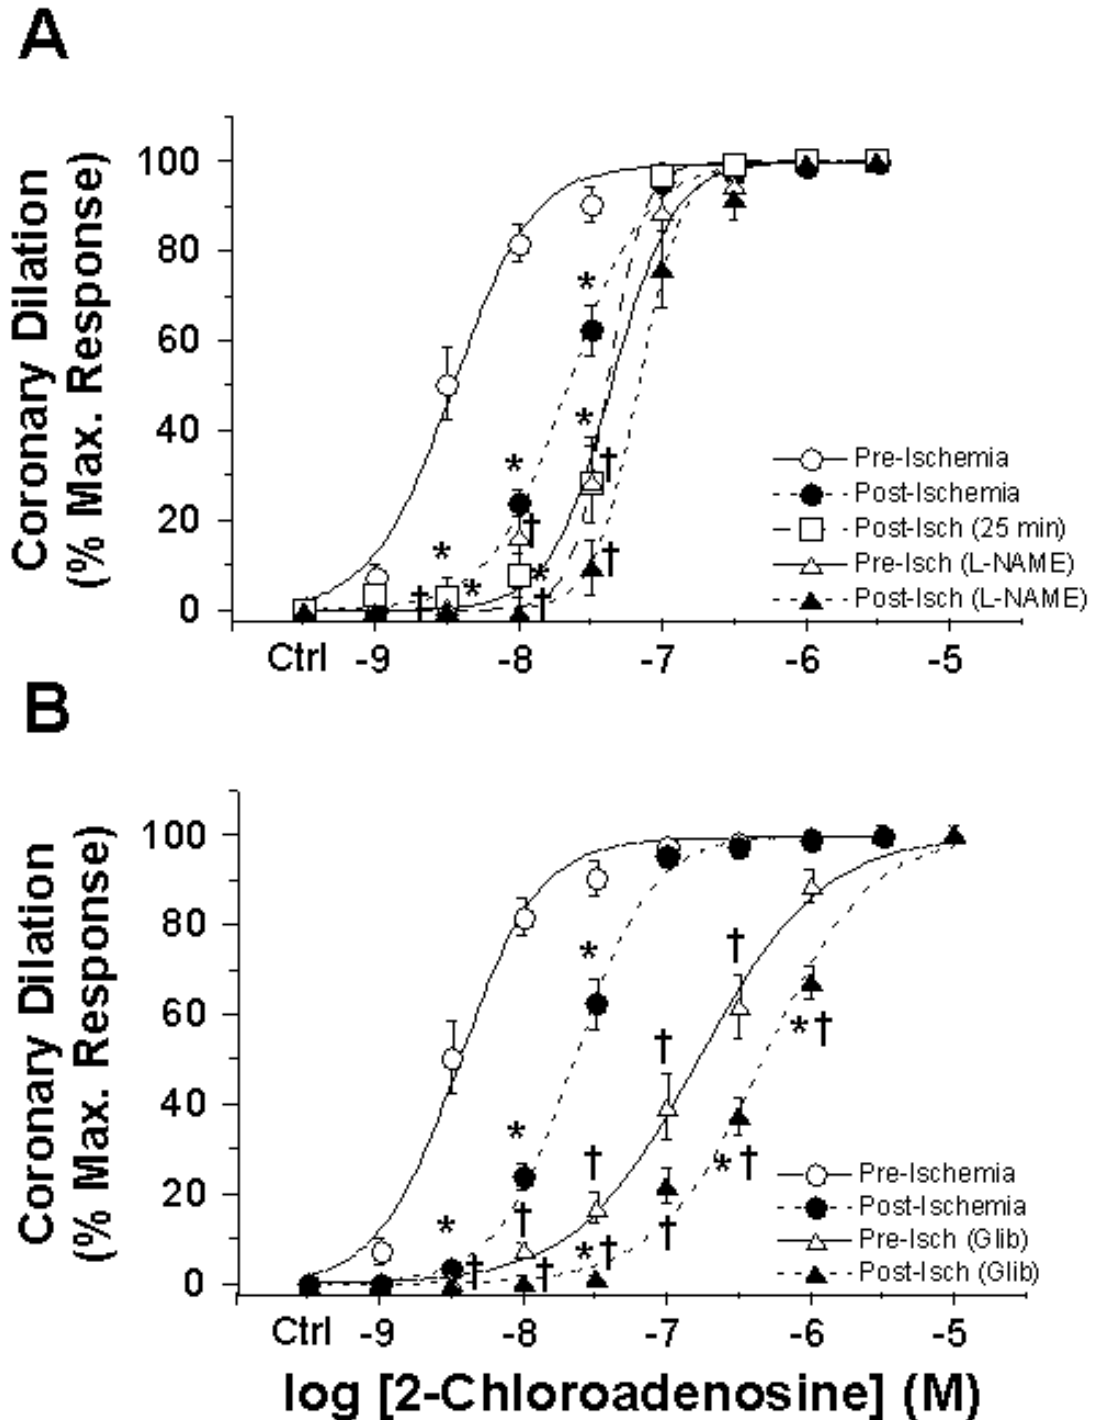 A
Coronary Dilation
(% Max. Response)
100
80
60
40
20
0
*
*
*
*
*
*
†
†
†
†
†
Pre-Ischemia
Post-Ischemia
Post-Isch (25 min)
Pre-Isch (L-NAME)
Post-Isch (L-NAME)
Ctrl -9 -8 -7 -6 -5
B
Coronary Dilation
(% Max. Response)
100
80
60
40
20
0
*
*
*
†
†
†
†
†
†
* †
* †
* †
†
Pre-Ischemia
Post-Ischemia
Pre-Isch (Glib)
Post-Isch (Glib)
Ctrl -9 -8 -7 -6 -5
log [2-Chloroadenosine] (M)